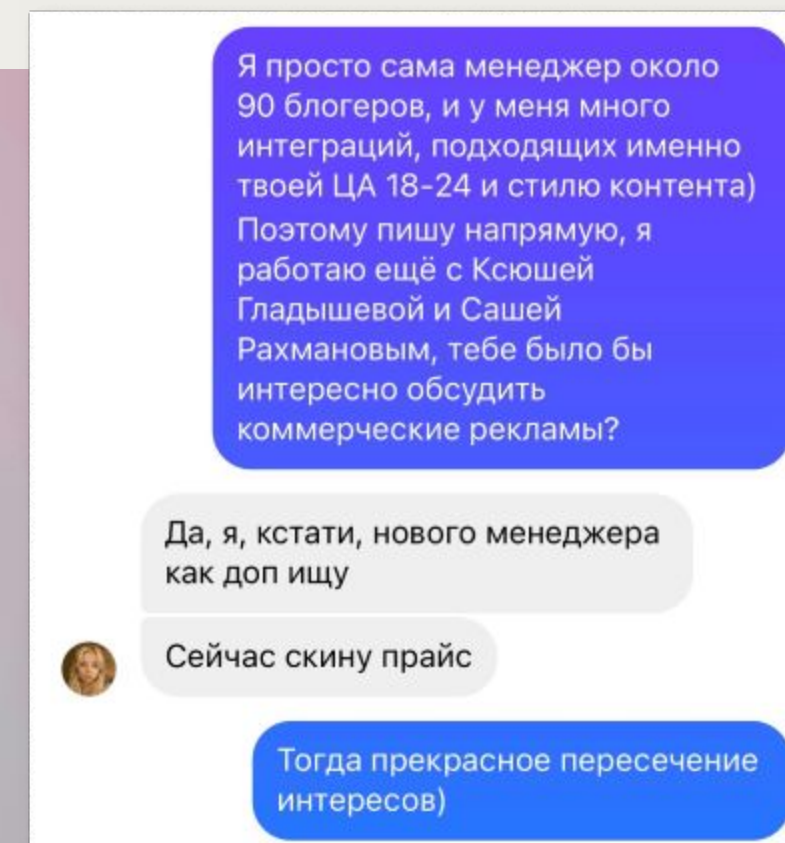 Я просто сама менеджер около
90 блогеров, и у меня много
интеграций, подходящих именно
твоей ЦА 18-24 и стилю контента)
Поэтому пишу напрямую, я
работаю ещё с Ксюшей
Гладышевой и Сашей
Рахмановым, тебе было бы
интересно обсудить
коммерческие рекламы?
Да, я, кстати, нового менеджера
как доп ищу
Сейчас скину прайс
Тогда прекрасное пересечение
интересов)